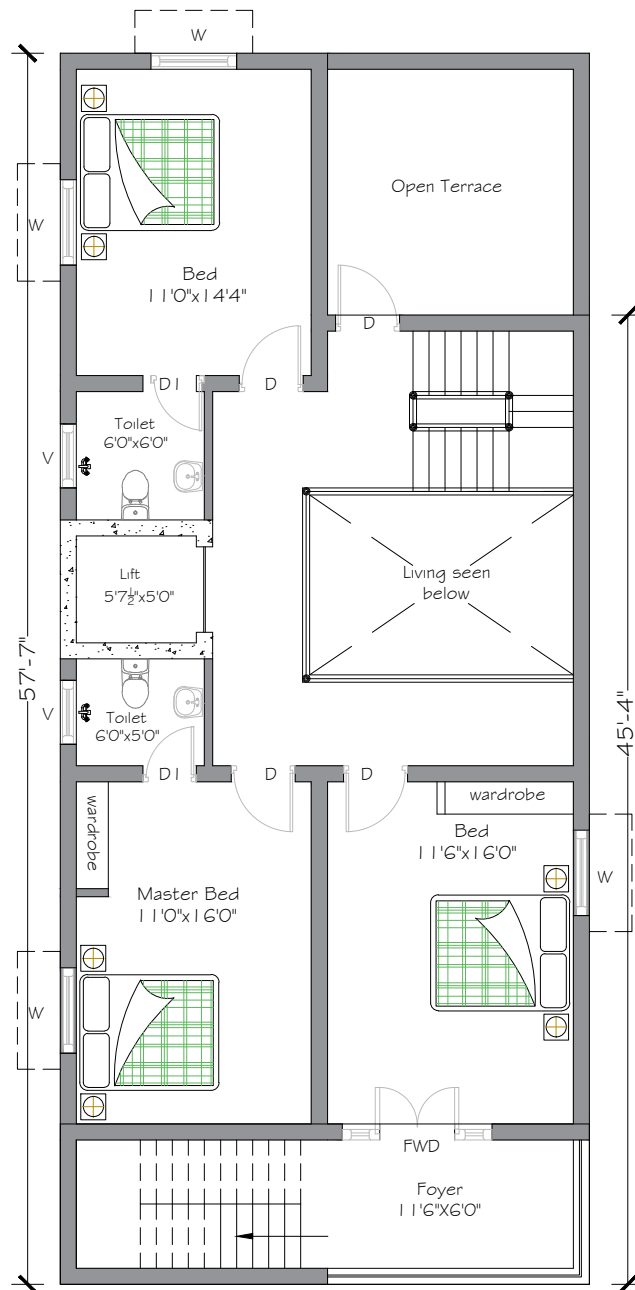 W
Open Terrace
W
Bed
11'0"x14'4"
D
D1
D
Toilet
6'0"x6'0"
V
Lift
5'7½"x5'0"
Living seen
below
57'-7"
45'-4"
Toilet
6'0"x5'0"
V
D1
D
D
wardrobe
wardrobe
Bed
11'6"x16'0"
W
Master Bed
11'0"x16'0"
W
FWD
Foyer
11'6"X6'0"